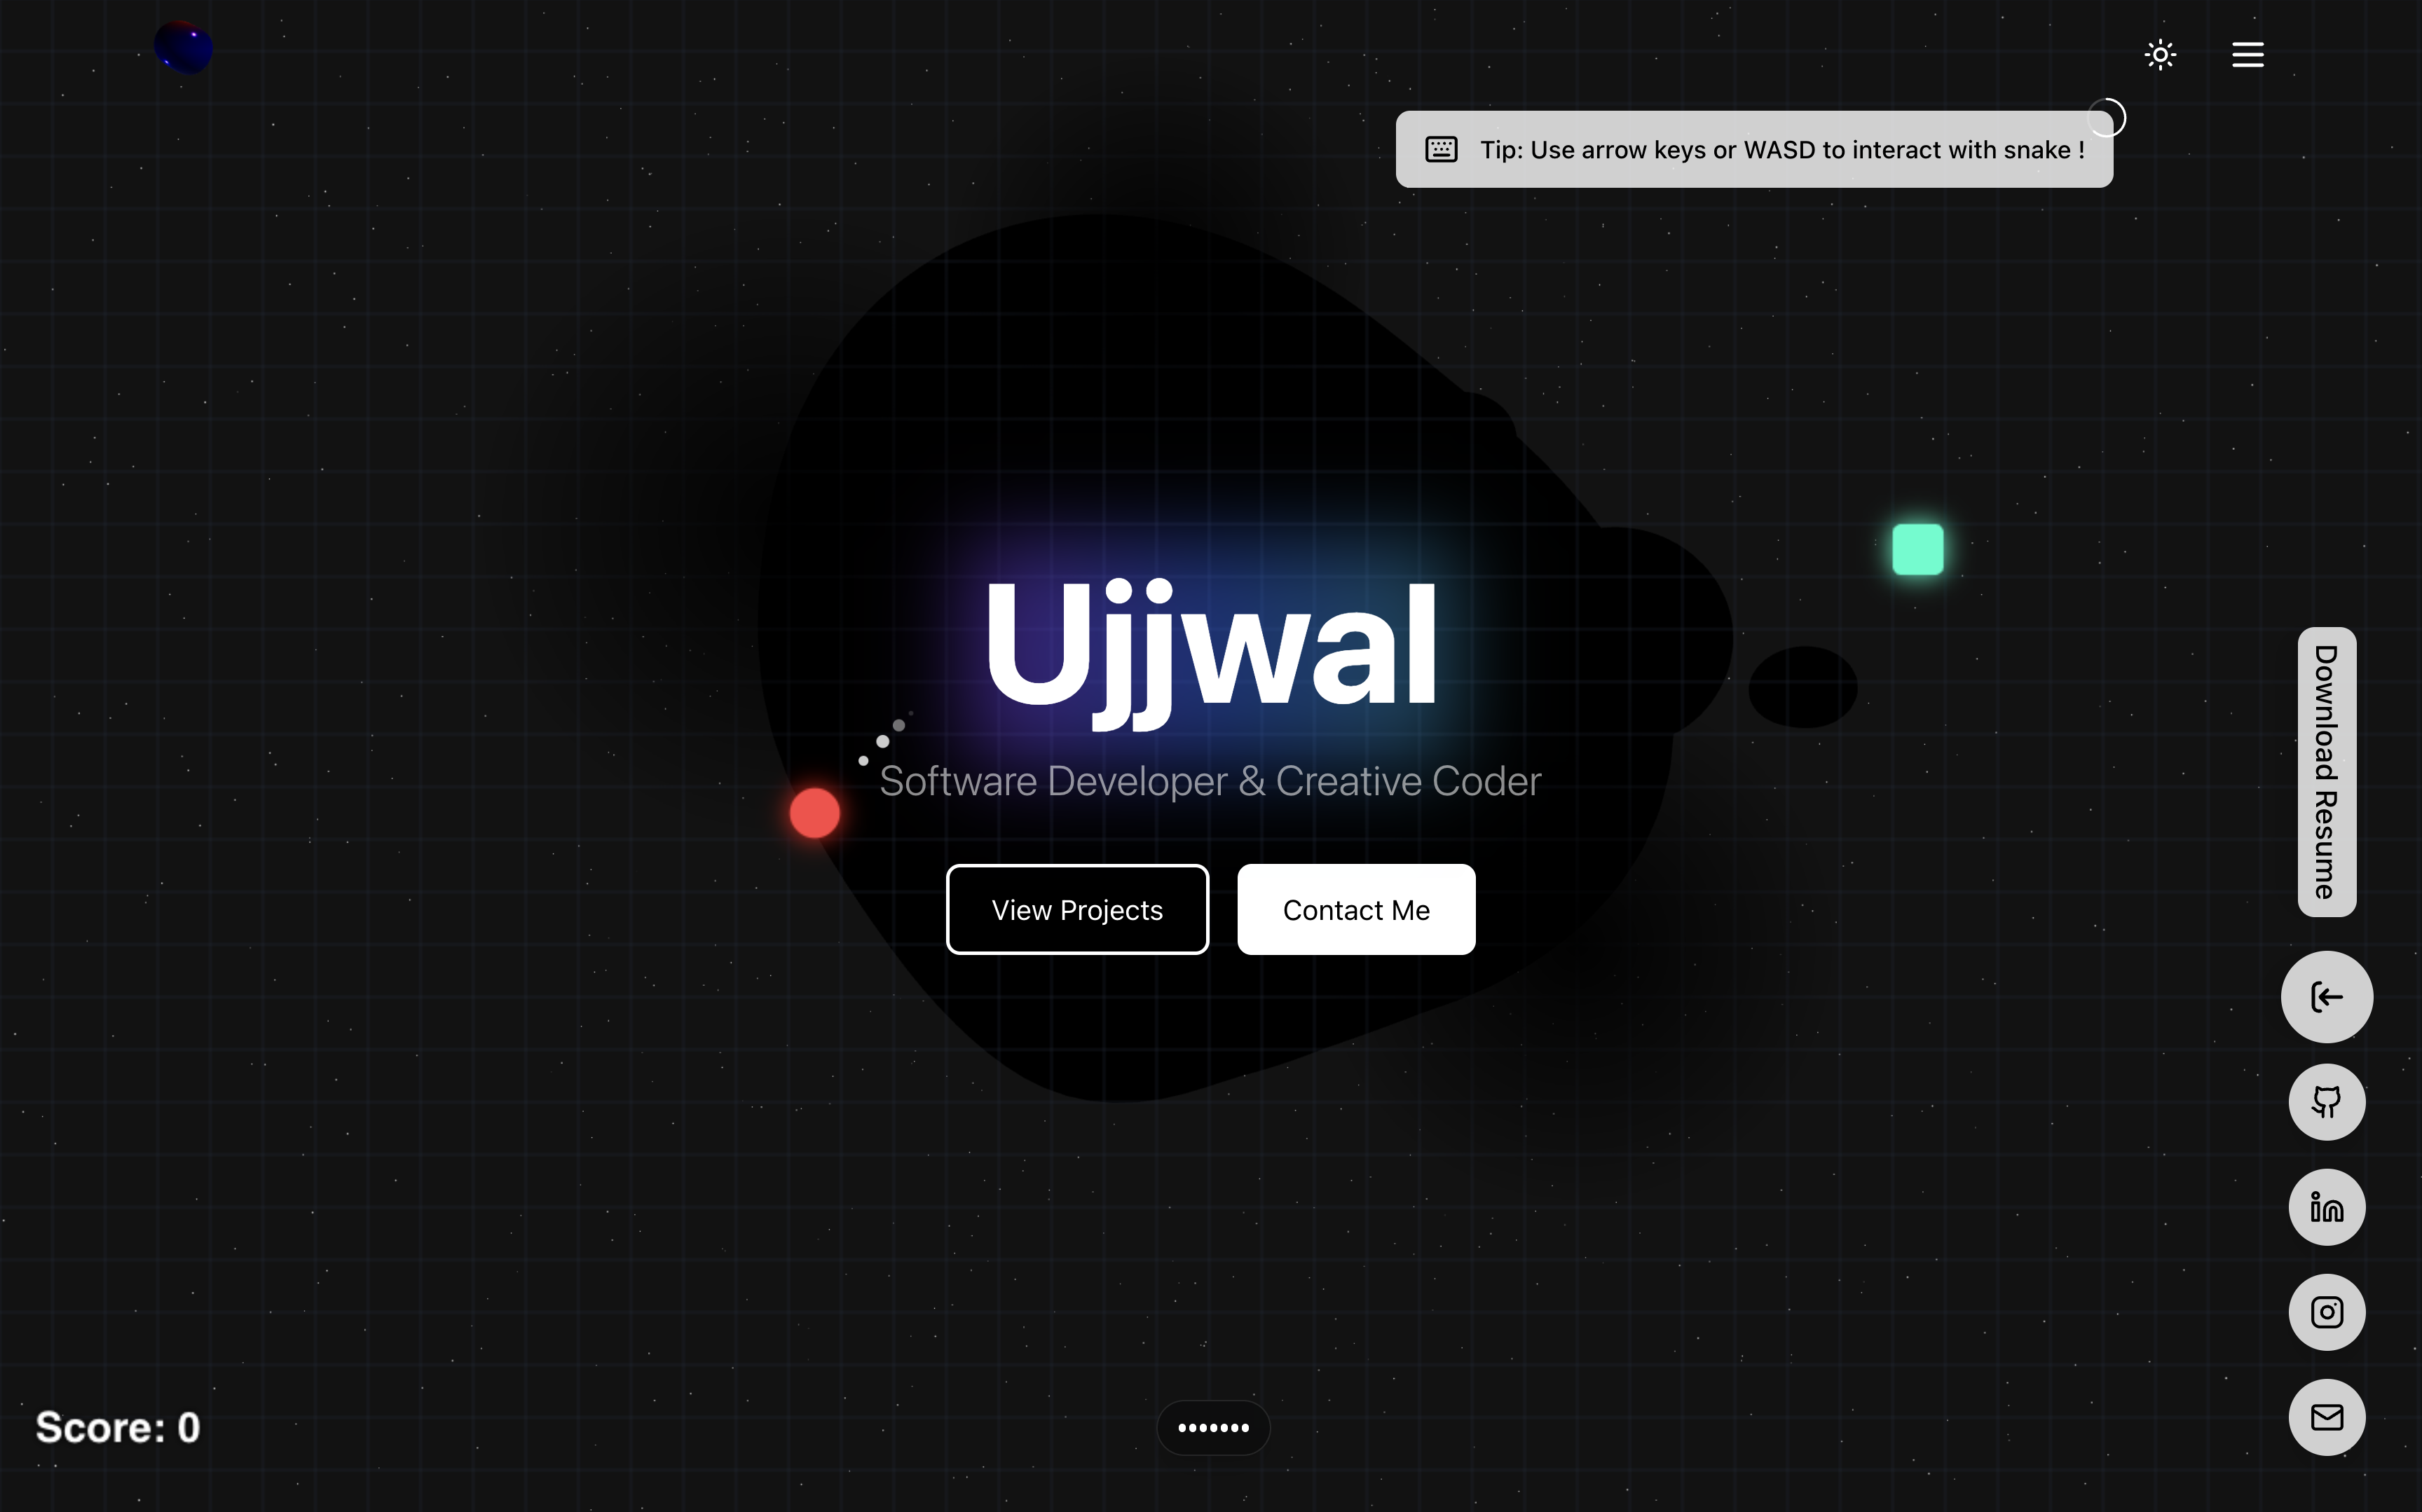 Tip: Use arrow keys or WASD to interact with snake !
Ujjwal
Software Developer & Creative Coder
View Projects
Contact Me
Download Resume
Score: 0